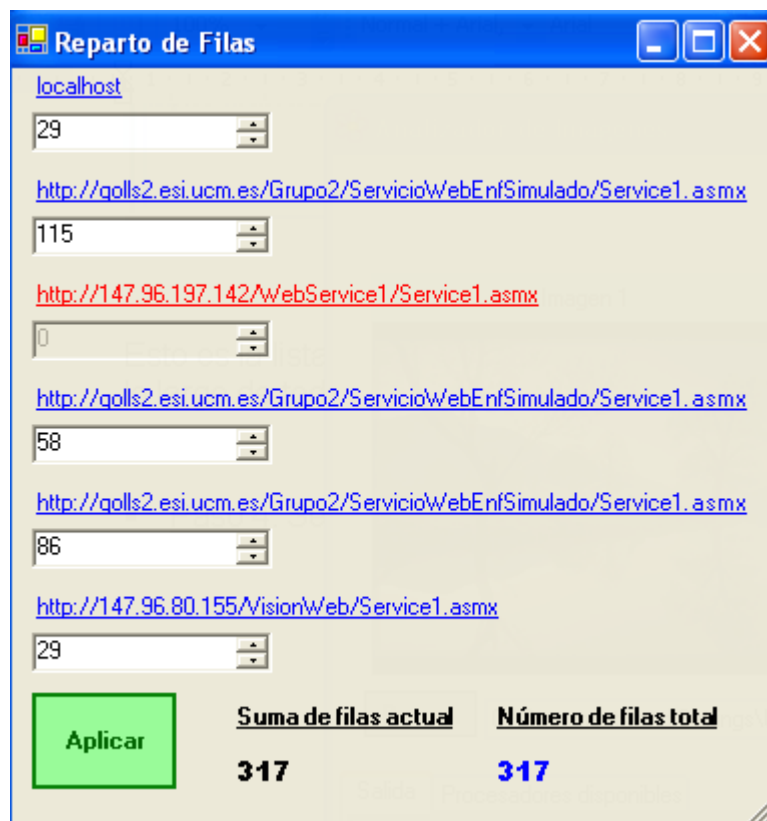 Reparto de Filas
localhost
29
http://qolls2.esi.ucm.es/Grupo2/ServicioWebEnfSimulado/Service1.asmx
115
http://147.96.197.142/WebService1/Service1.asmx
0
http://qolls2.esi.ucm.es/Grupo2/ServicioWebEnfSimulado/Service1.asmx
58
http://qolls2.esi.ucm.es/Grupo2/ServicioWebEnfSimulado/Service1.asmx
86
http://147.96.80.155/VisionWeb/Service1.asmx
29
Aplicar
Suma de filas actual
Número de filas total
317
317